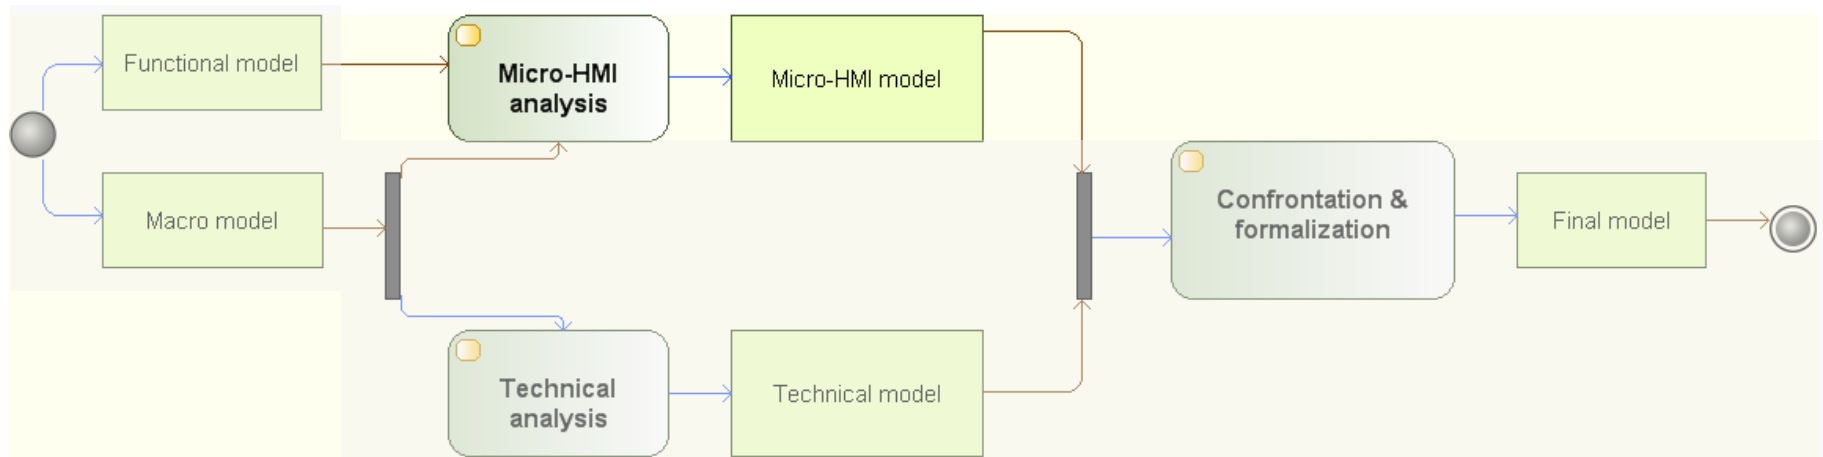 Functional model
Micro-HMI
analysis
Micro-HMI model
Macro model
Confrontation &
formalization
Final model
Technical
analysis
Technical model